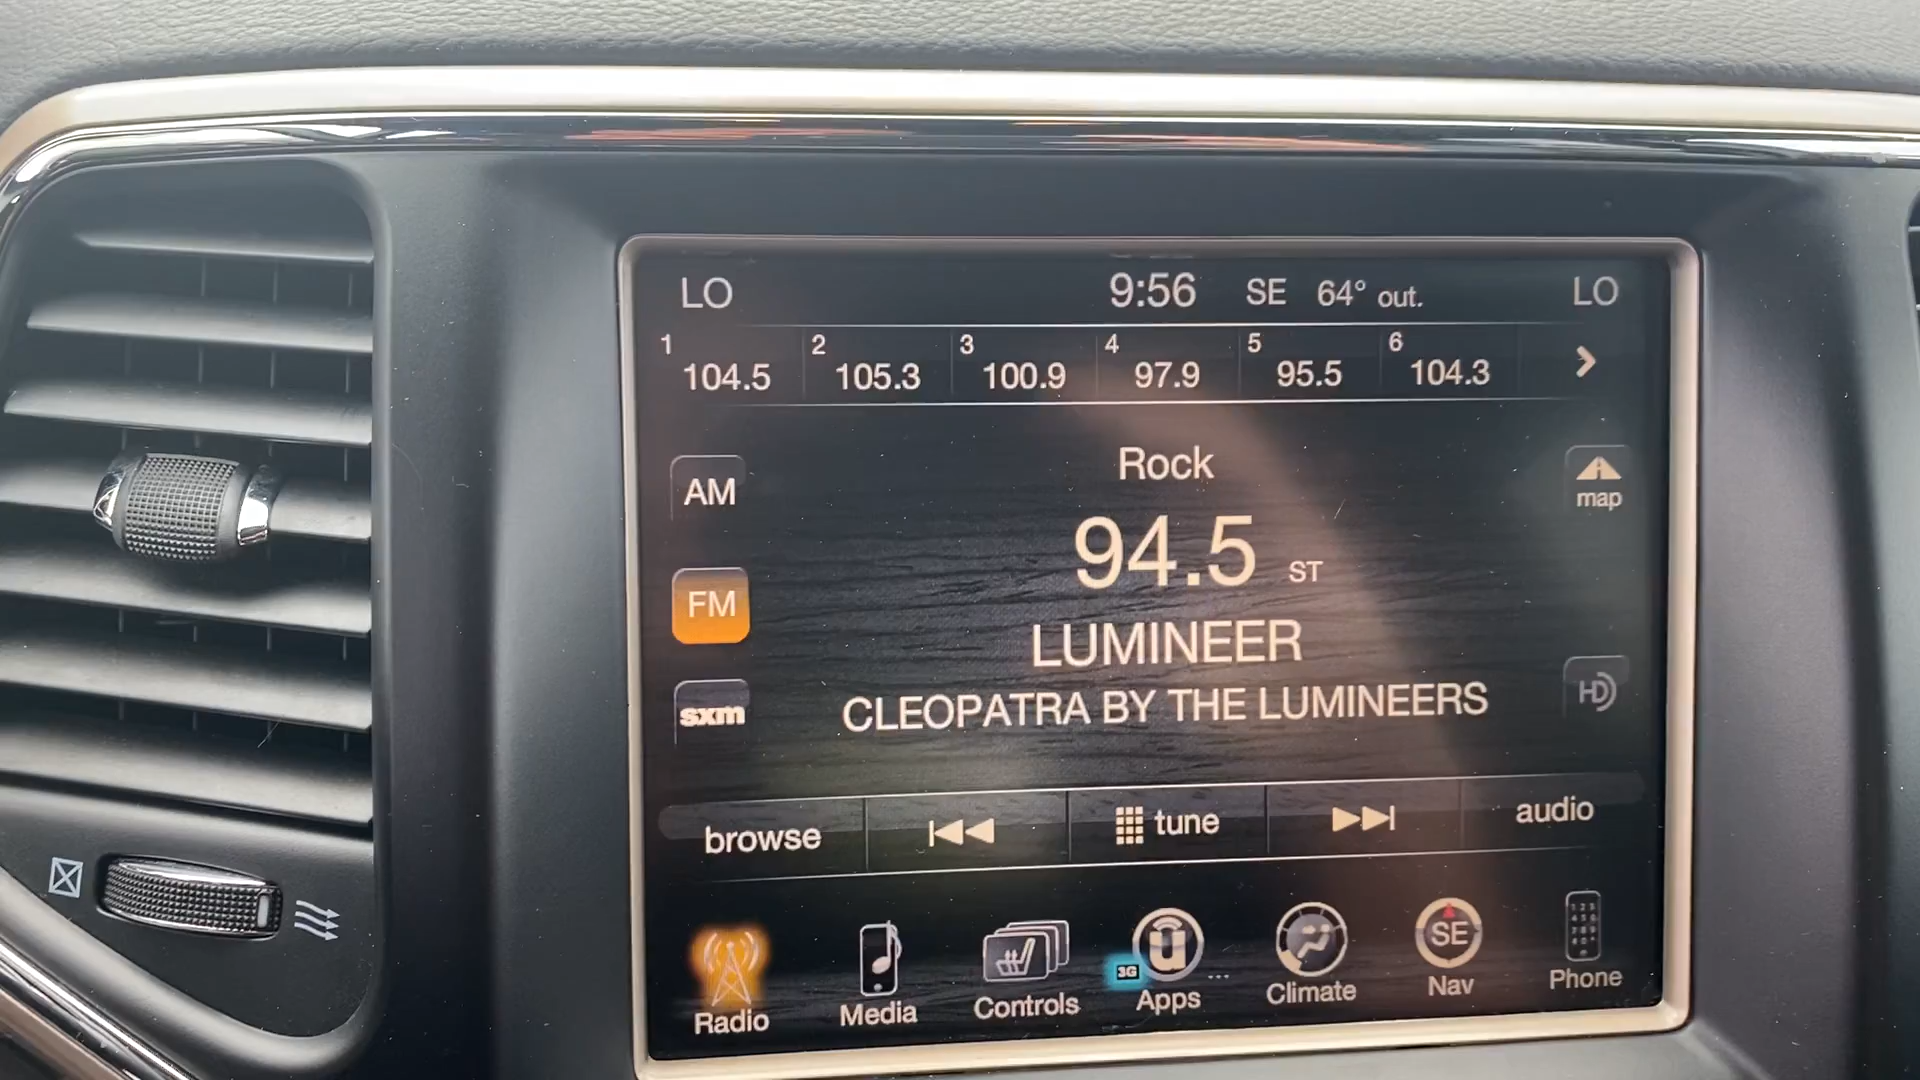 LO 9:56 SE 64° out. LO
1 2 3 4 5 6
104.5 105.3 100.9 97.9 95.5 104.3
Rock
AM
map
94.5 ST
FM
LUMINEER
HD
sxm
CLEOPATRA BY THE LUMINEERS
browse tune audio
3G
SE
Radio Media Controls Apps Climate Nav Phone